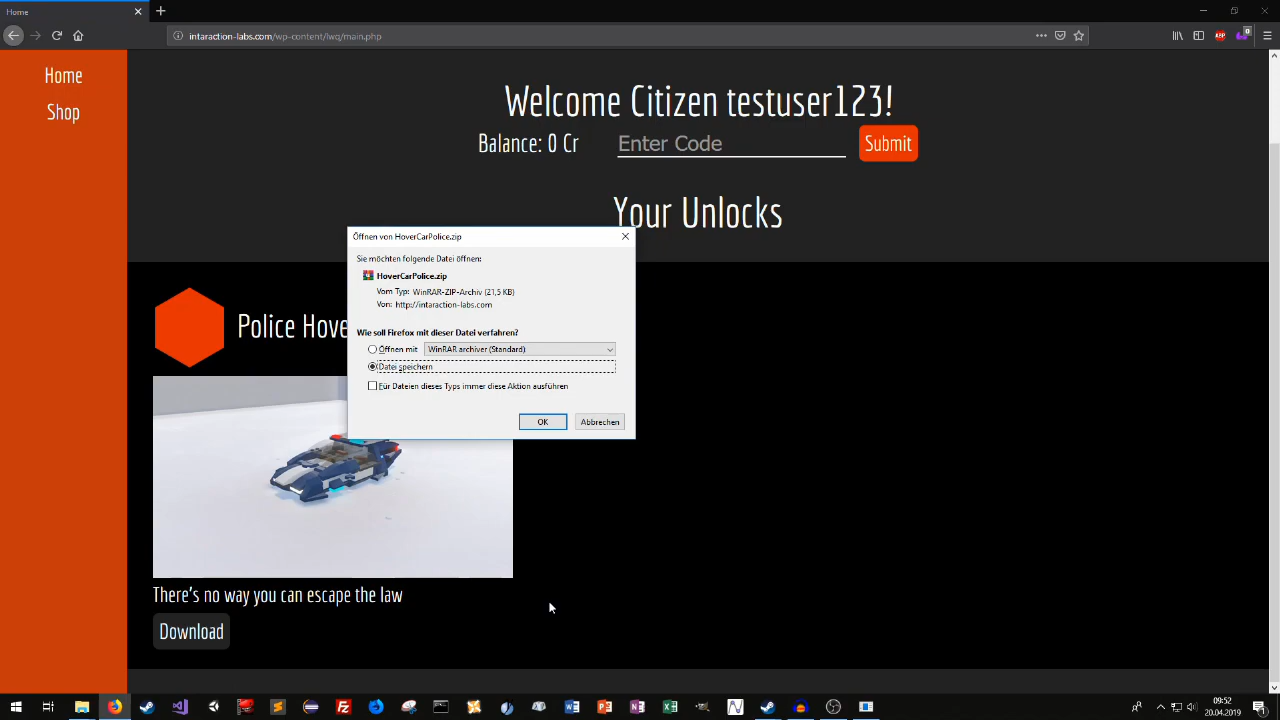 Home
intaraction-labs.com/wp-content/lwq/main.php
Home
Shop
Welcome Citizen testuser123!
Balance: 0 Cr
Enter Code
Submit
Your Unlocks
Öffnen von HoverCarPolice.zip
Sie möchten folgende Datei öffnen:
HoverCarPolice.zip
Vom Typ: WinRAR-ZIP-Archiv (21,5 KB)
Von: http://intaraction-labs.com
Wie soll Firefox mit dieser Datei verfahren?
Öffnen mit
WinRAR archiver (Standard)
Datei speichern
Für Dateien dieses Typs immer diese Aktion ausführen
OK
Abbrechen
Police Hove
There's no way you can escape the law
Download
09:52
20.04.2019